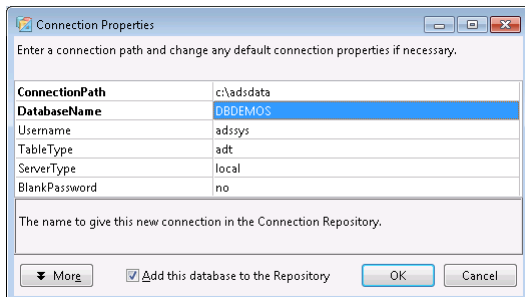 Connection Properties
Enter a connection path and change any default connection properties if necessary.
ConnectionPath c:\adsdata
DatabaseName DBDEMOS
Username adssys
TableType adt
ServerType local
BlankPassword no
The name to give this new connection in the Connection Repository.
More Add this database to the Repository OK Cancel